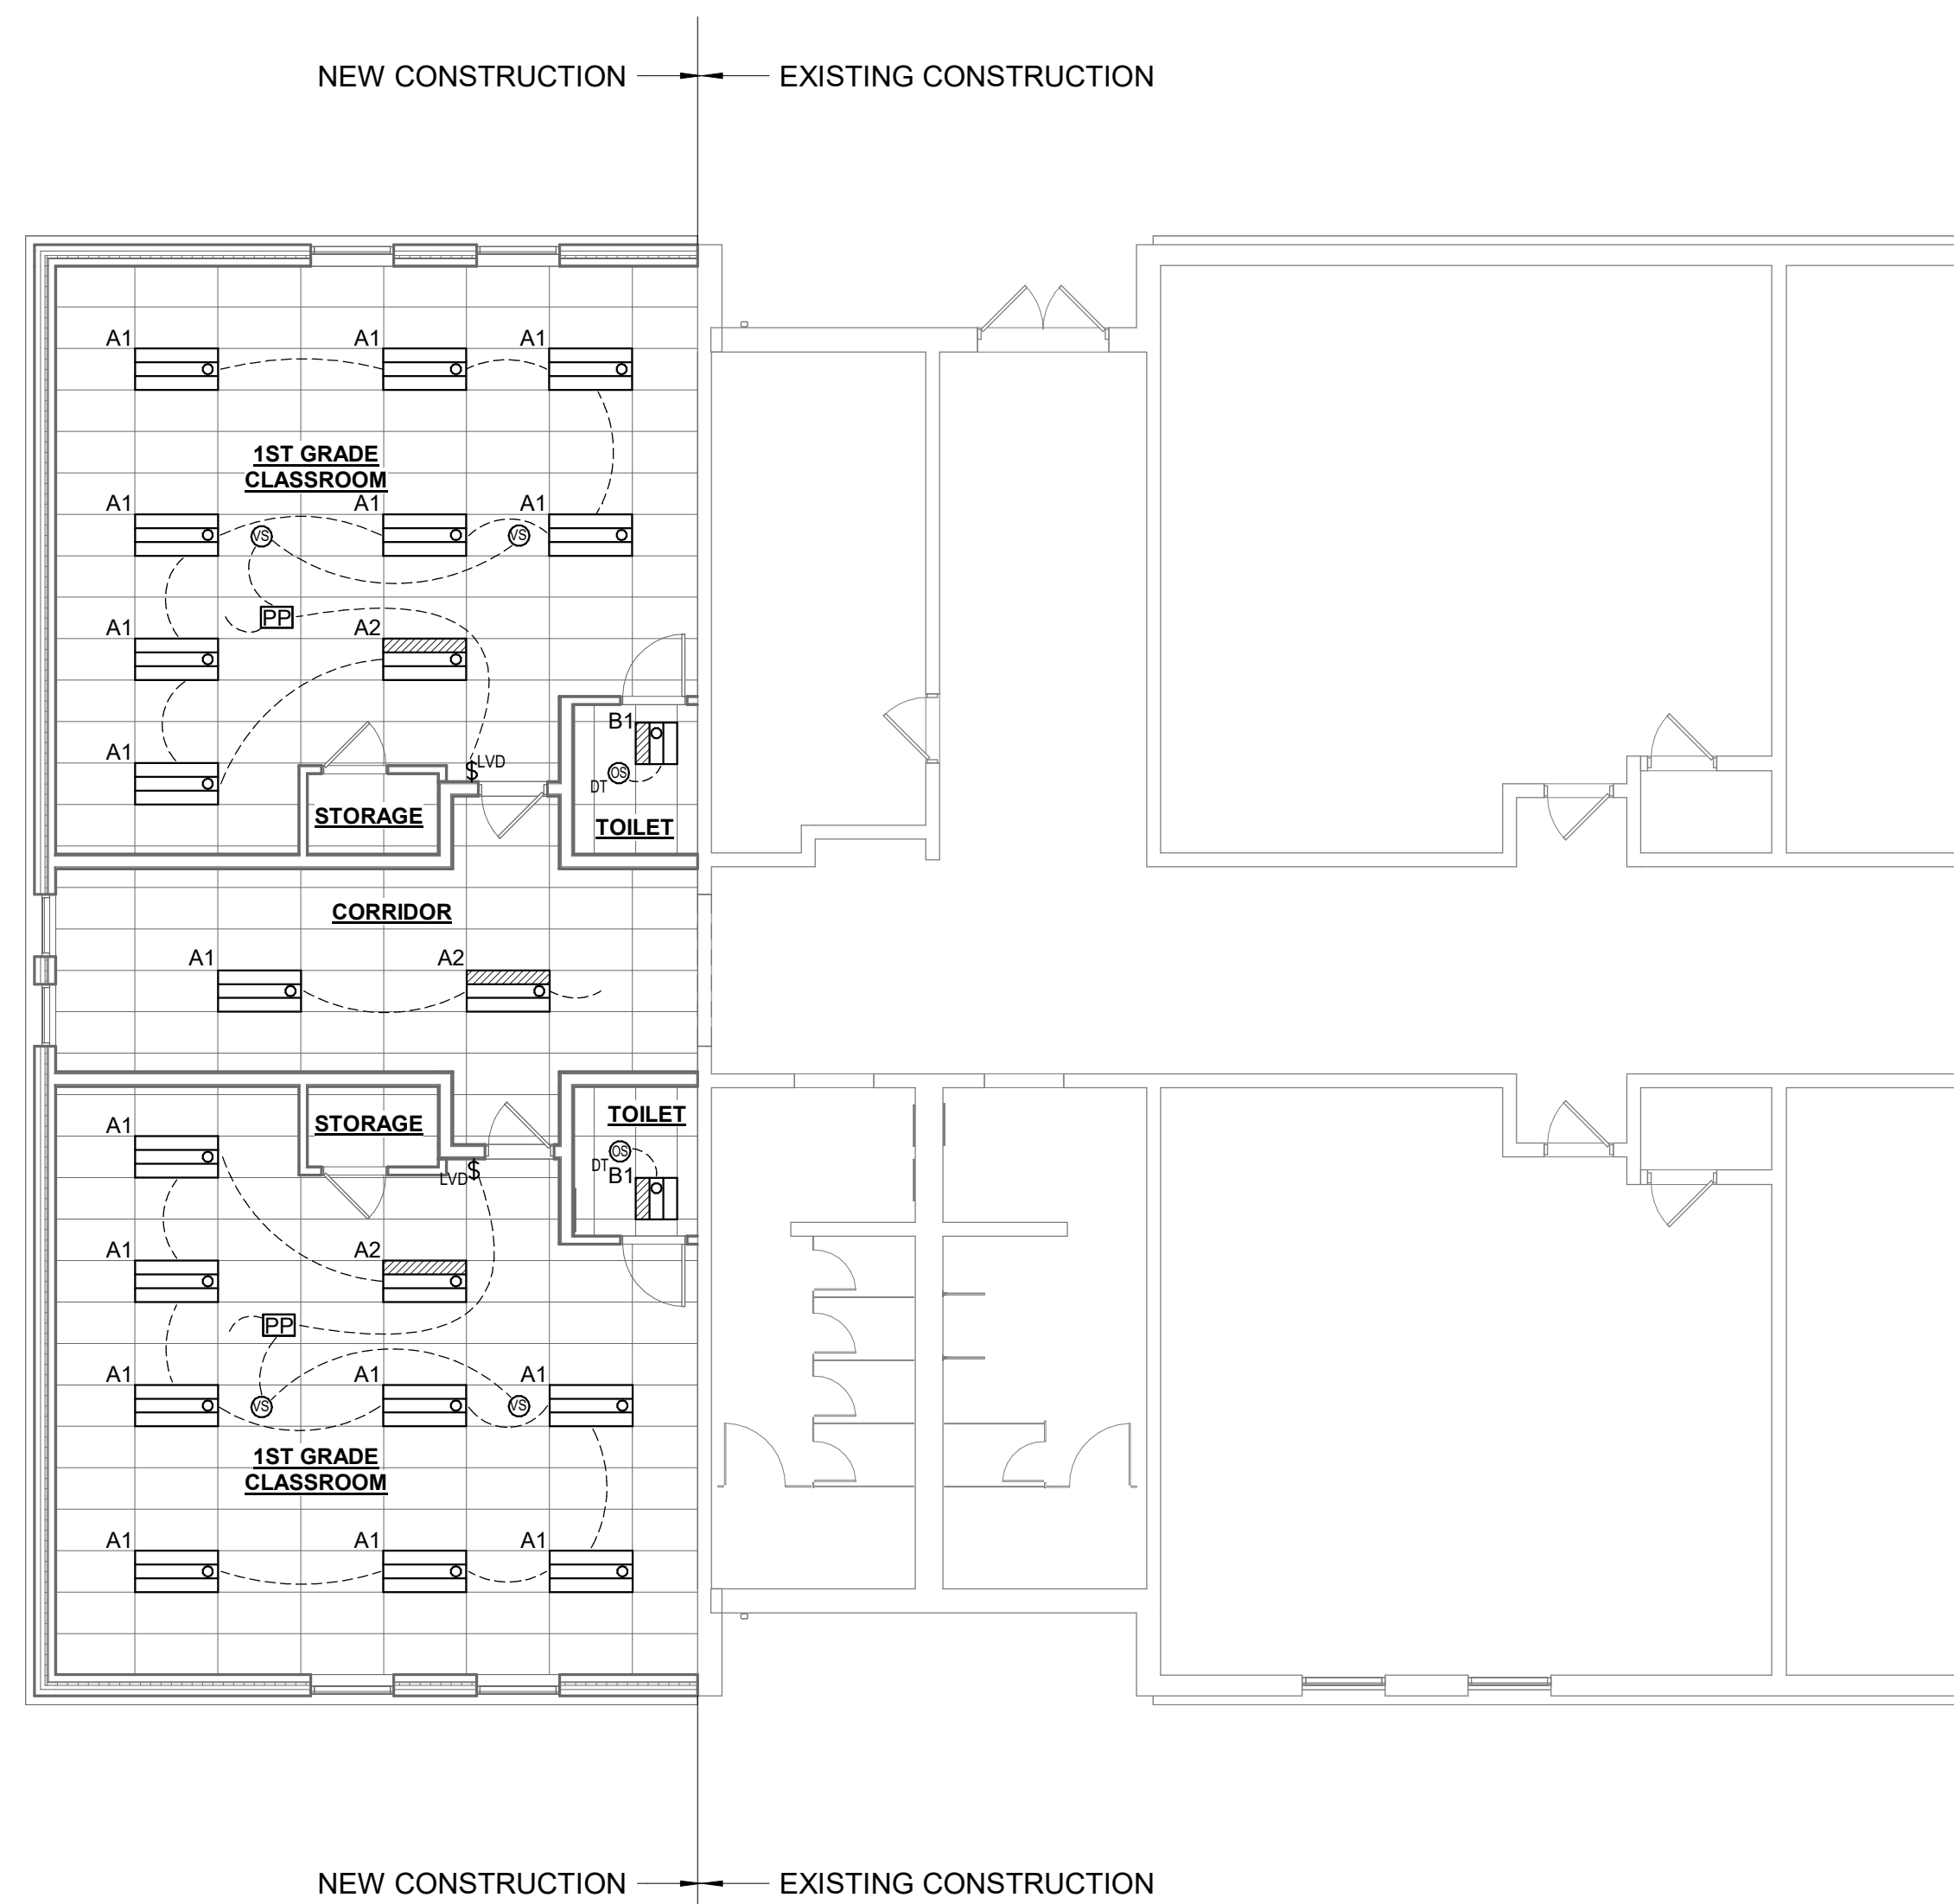 NEW CONSTRUCTION
EXISTING CONSTRUCTION
A1
A1
A1
1ST GRADE
CLASSROOM
A1
A1
A1
VS
VS
PP
A1
A2
B1
A1
$
LVD
OS
DT
STORAGE
TOILET
CORRIDOR
A1
A2
TOILET
STORAGE
A1
OS
DT
LVD
$
B1
A1
A2
PP
A1
A1
A1
VS
VS
1ST GRADE
CLASSROOM
A1
A1
A1
NEW CONSTRUCTION
EXISTING CONSTRUCTION